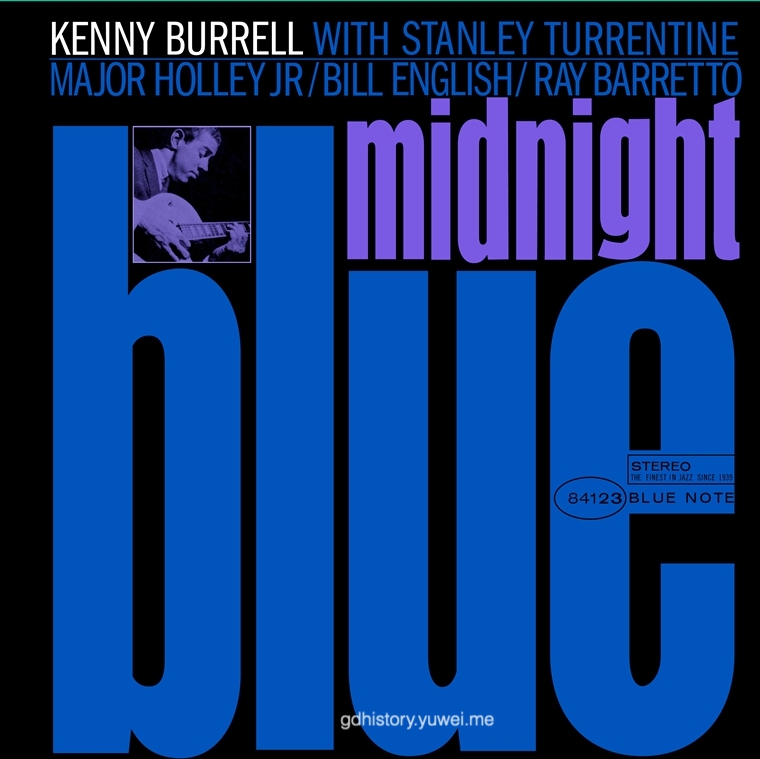 KENNY BURRELL WITH STANLEY TURRENTINE
MAJOR HOLLEY JR / BILL ENGLISH / RAY BARRETTO
midnight
blue
STEREO
THE FINEST IN JAZZ SINCE 1939
84123 BLUE NOTE
gdhistory.yuwei.me